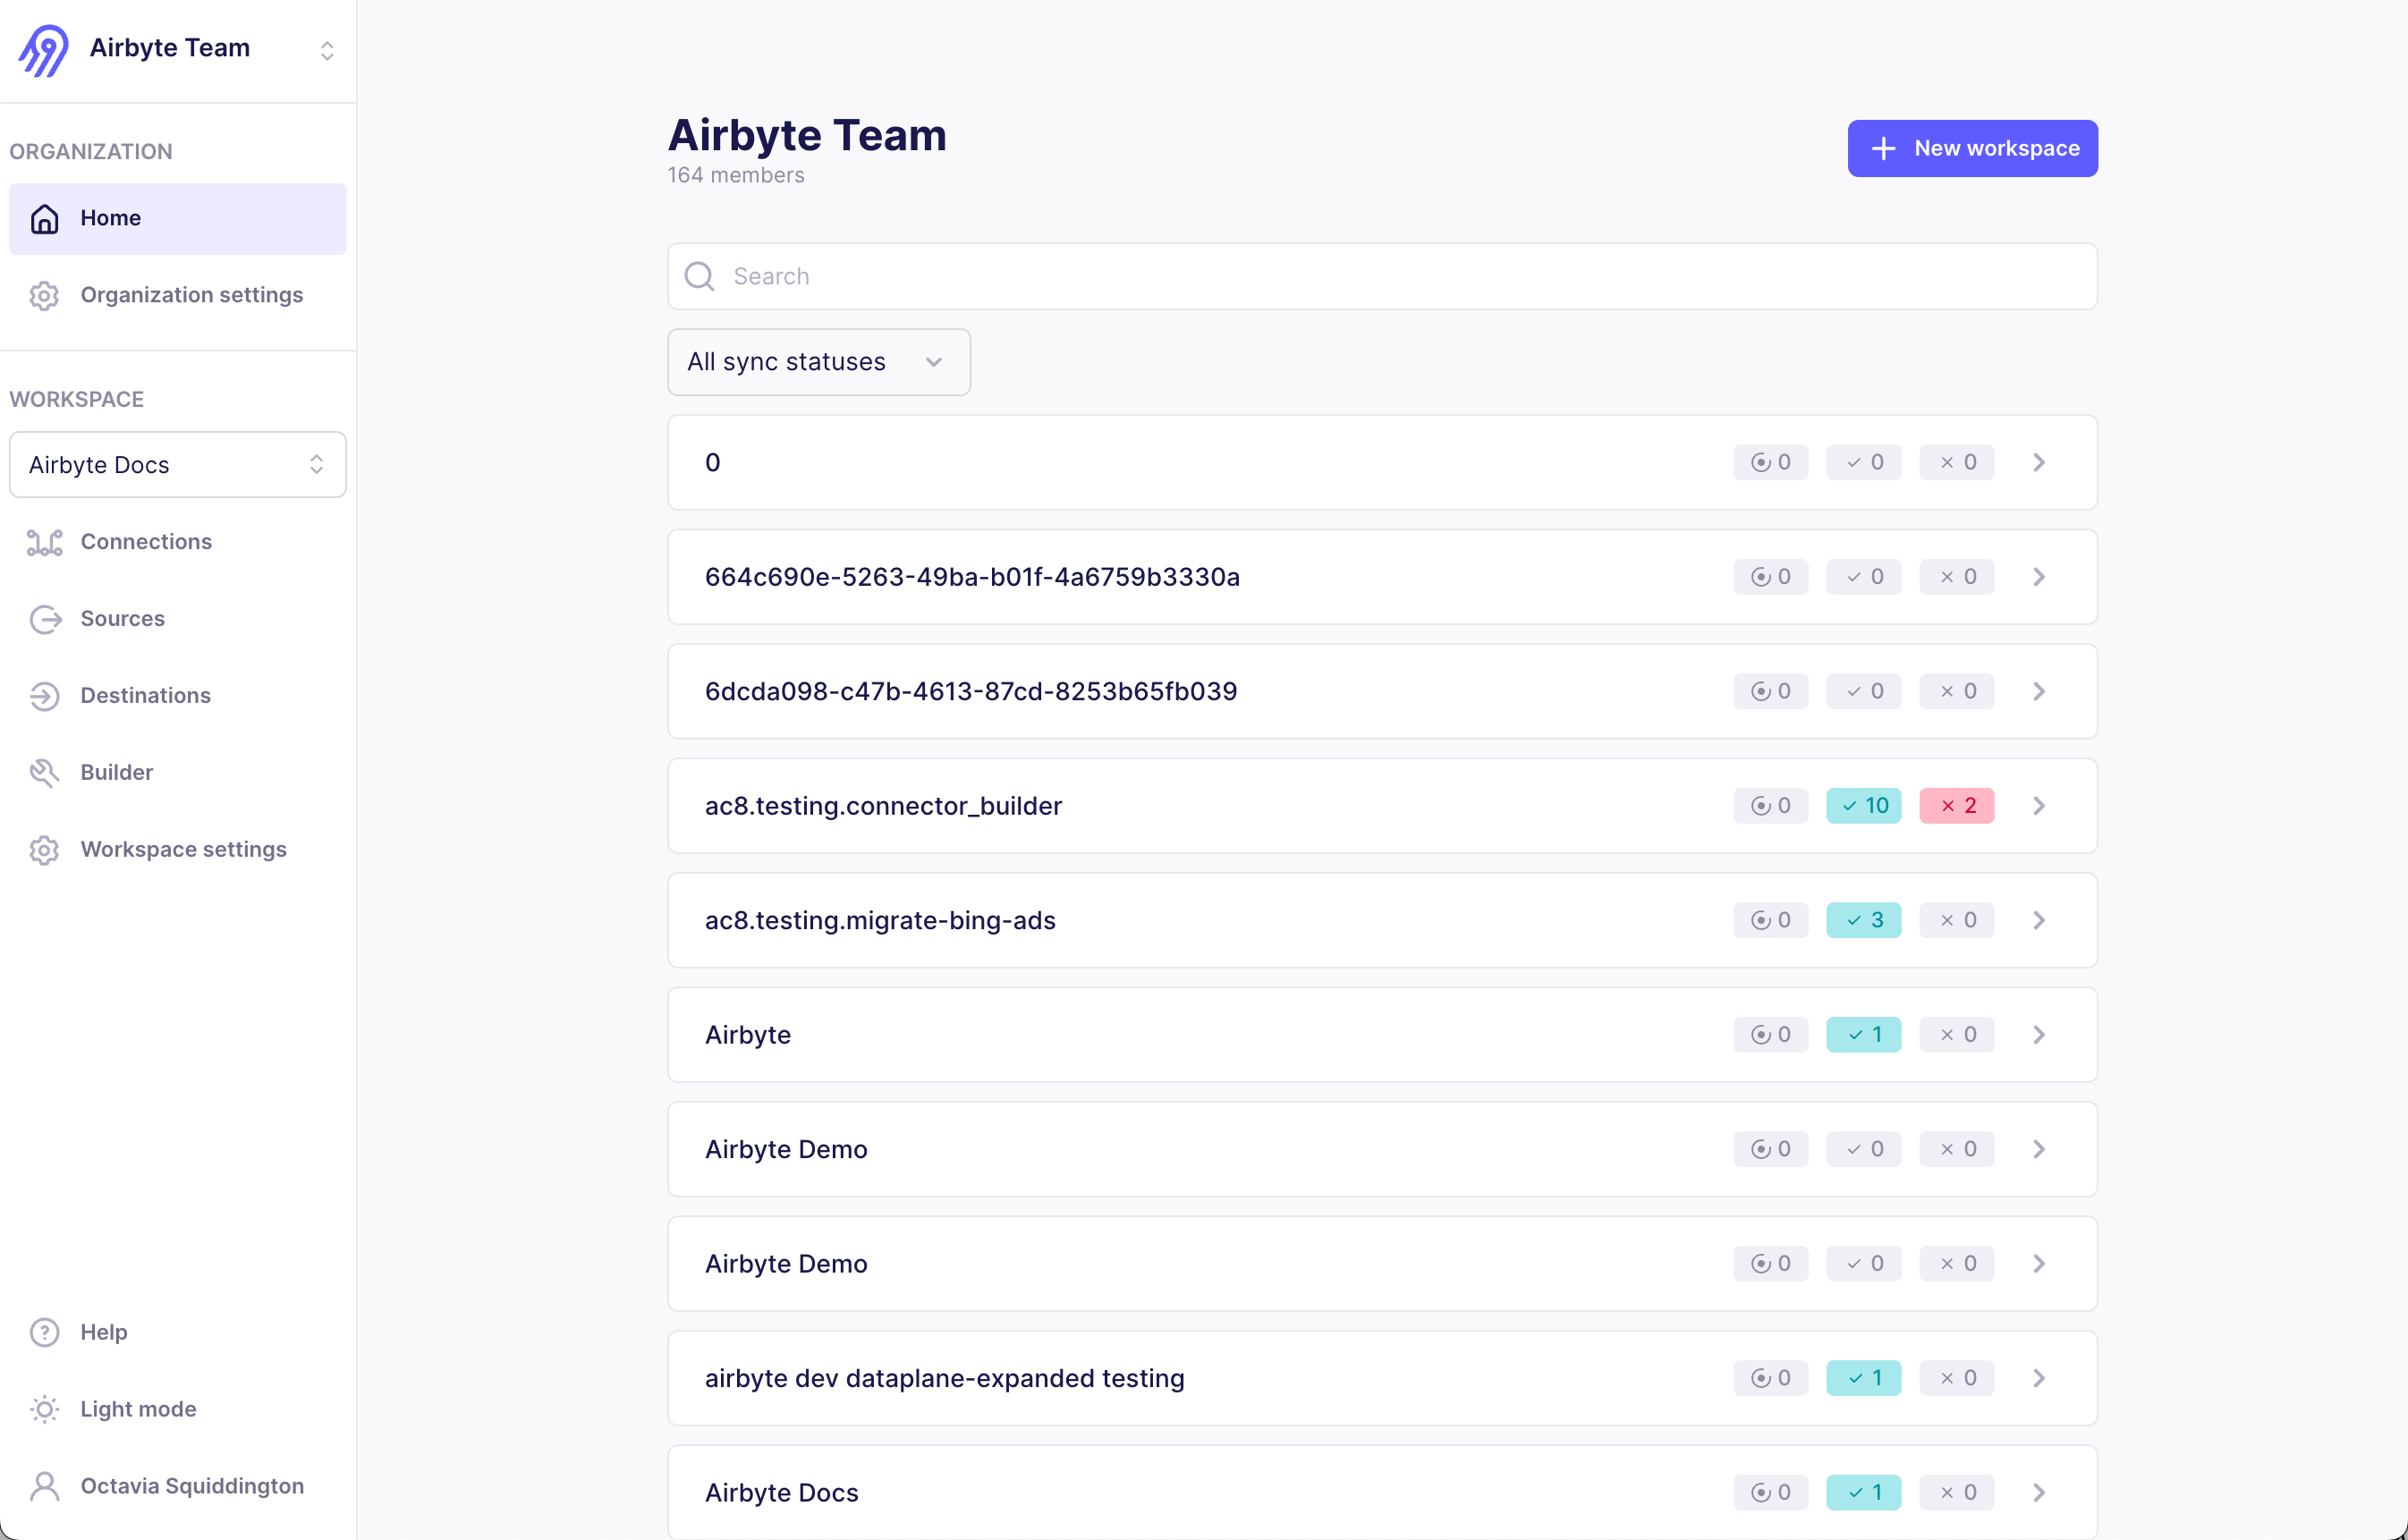 Airbyte Team
ORGANIZATION
Home
Organization settings
WORKSPACE
Airbyte Docs
Connections
Sources
Destinations
Builder
Workspace settings
Help
Light mode
Octavia Squiddington
Airbyte Team
164 members
New workspace
Search
All sync statuses
0 0 0 0
664c690e-5263-49ba-b01f-4a6759b3330a 0 0 0
6dcda098-c47b-4613-87cd-8253b65fb039 0 0 0
ac8.testing.connector_builder 0 10 2
ac8.testing.migrate-bing-ads 0 3 0
Airbyte 0 1 0
Airbyte Demo 0 0 0
Airbyte Demo 0 0 0
airbyte dev dataplane-expanded testing 0 1 0
Airbyte Docs 0 1 0